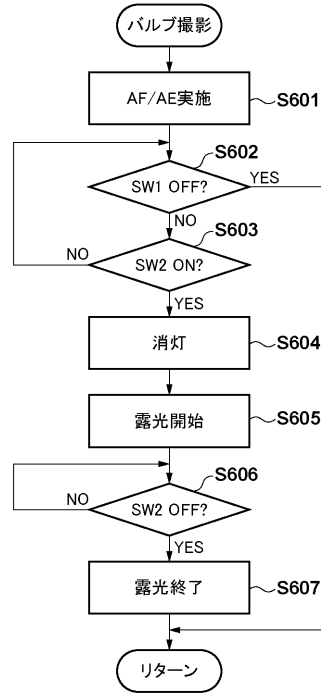 バルブ撮影
AF/AE実施
S601
S602
SW1 OFF?
YES
NO
S603
SW2 ON?
NO
YES
消灯
S604
露光開始
S605
S606
SW2 OFF?
NO
YES
露光終了
S607
リターン